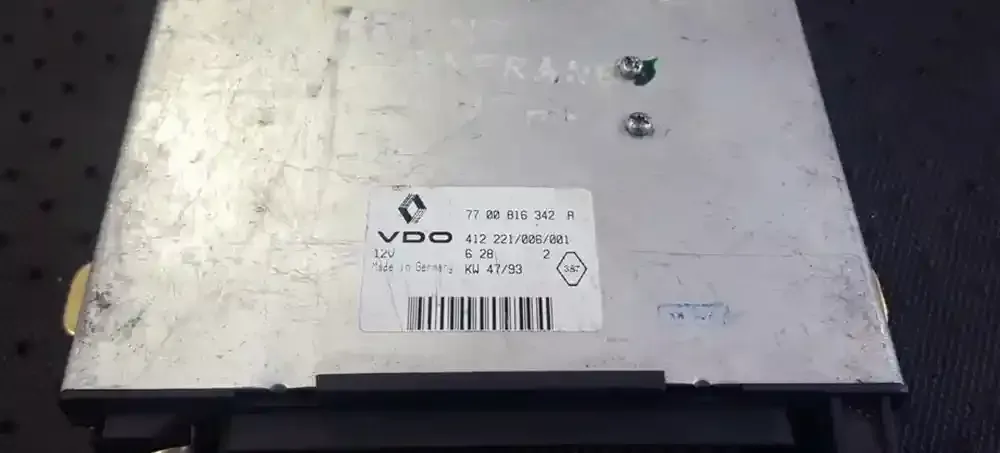 77 00 816 342 A
VDO 412 221/006/001
12V 6 28 2
Made in Germany KW 47/93 387